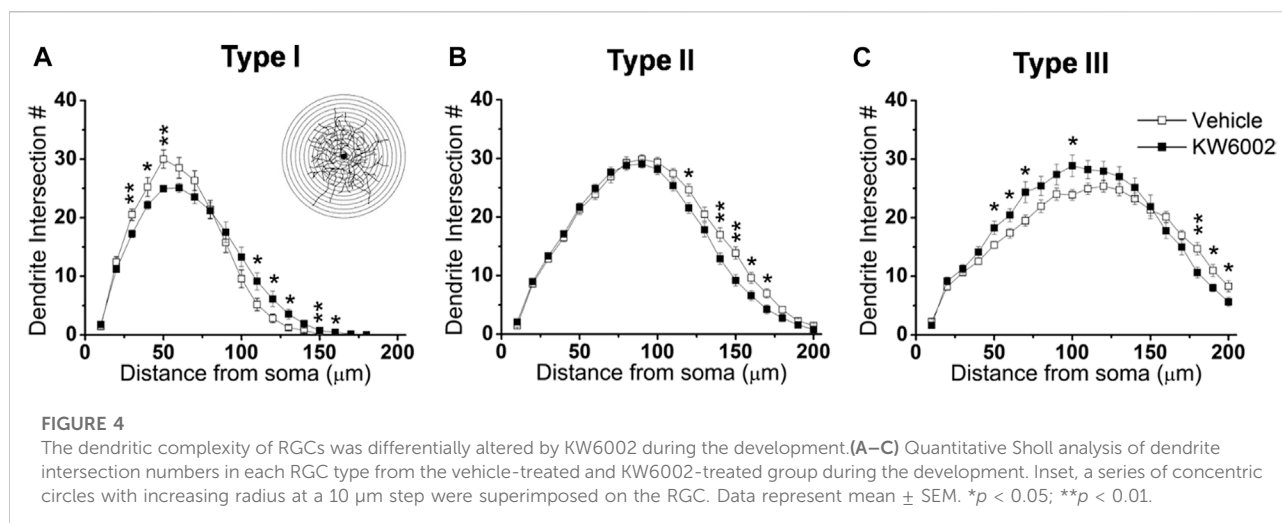 A Type I
B Type II
C Type III
Dendrite Intersection #
40
30
20
10
0
** * ** * * * ** *
0 50 100 150 200
Distance from soma (μm)
Dendrite Intersection #
40
30
20
10
0
* ** ** * *
0 50 100 150 200
Distance from soma (μm)
Dendrite Intersection #
40
30
20
10
0
* * * * ** * *
0 50 100 150 200
Distance from soma (μm)
Vehicle
KW6002
FIGURE 4
The dendritic complexity of RGCs was differentially altered by KW6002 during the development.(A–C) Quantitative Sholl analysis of dendrite
intersection numbers in each RGC type from the vehicle-treated and KW6002-treated group during the development. Inset, a series of concentric
circles with increasing radius at a 10 μm step were superimposed on the RGC. Data represent mean ± SEM. *p < 0.05; **p < 0.01.